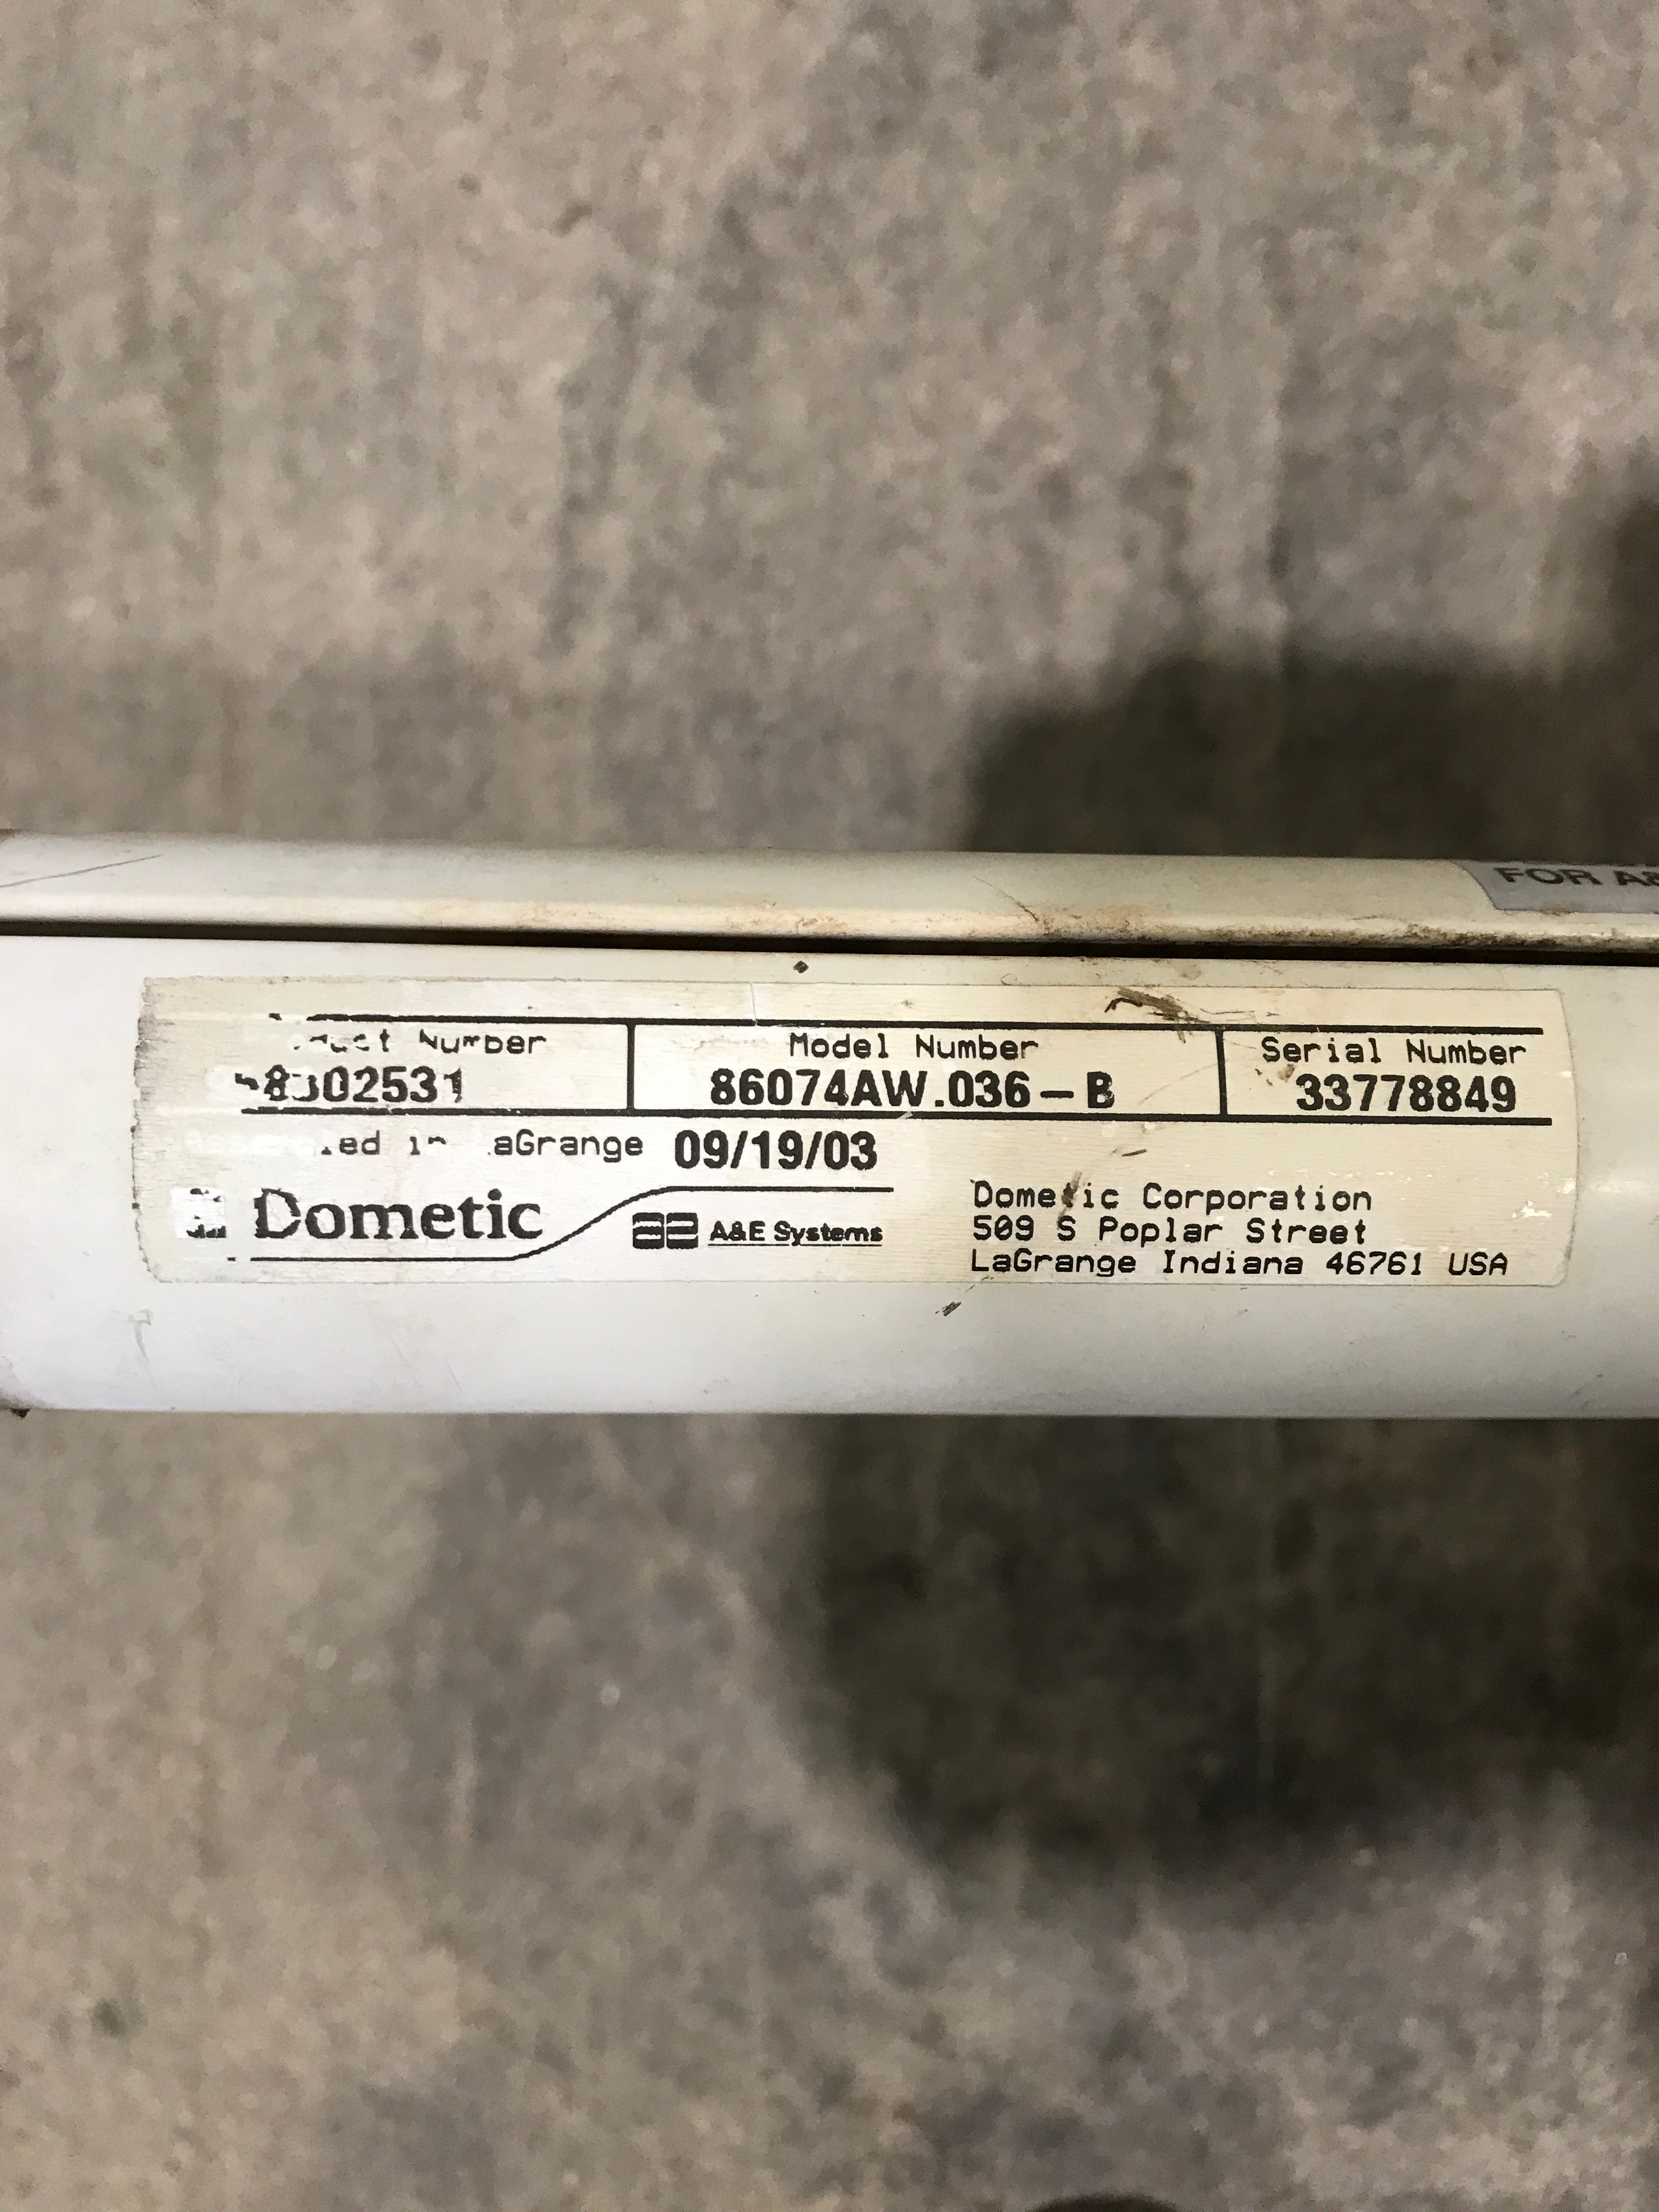 FOR A&
Number
Model Number
Serial Number
86074AW.036-B
33778849
aGrange 09/19/03
Dometic
A&E Systems
Dometic Corporation
509 S Poplar Street
LaGrange Indiana 46761 USA